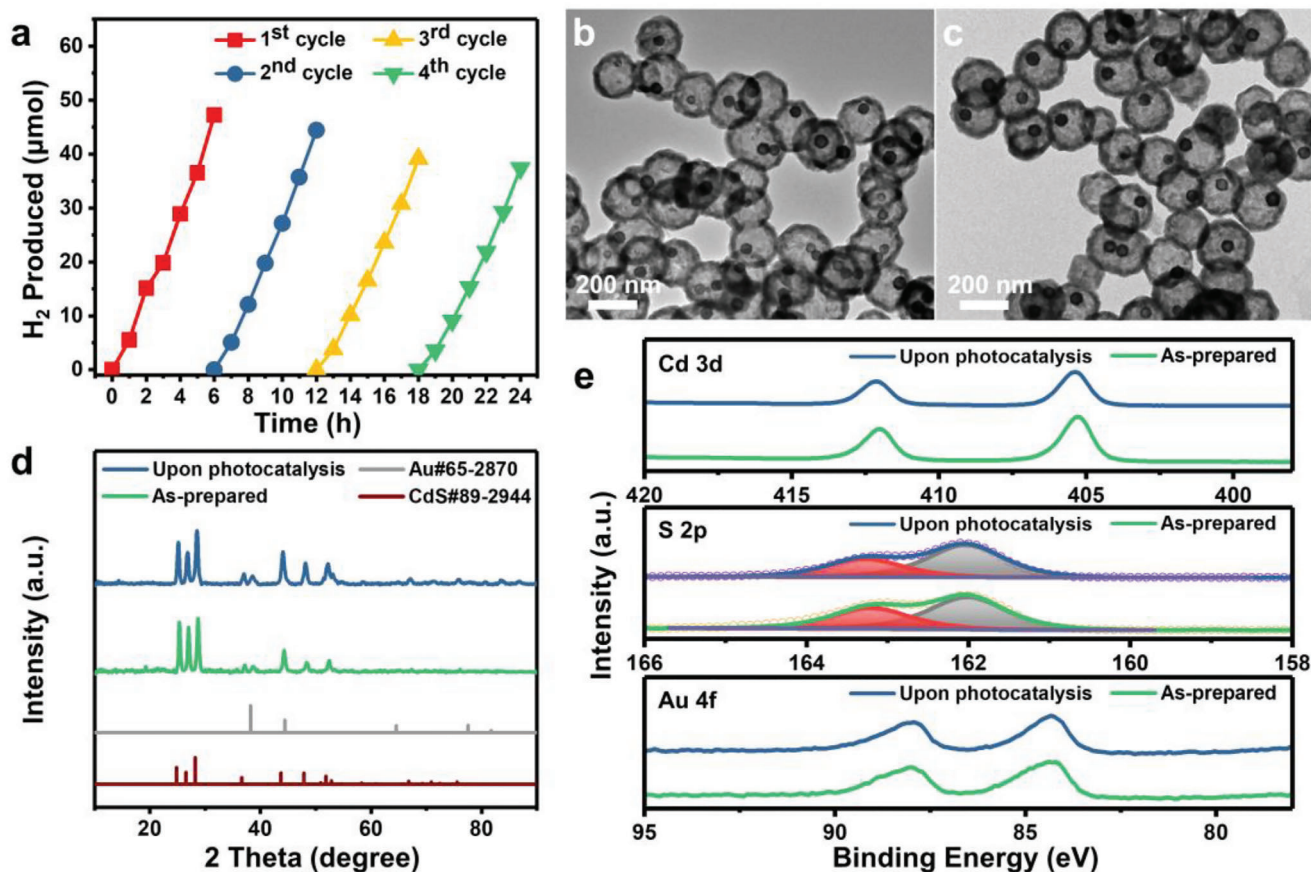 a
1st cycle
2nd cycle
3rd cycle
4th cycle
H2 Produced (μmol)
60
50
40
30
20
10
0
0 2 4 6 8 10 12 14 16 18 20 22 24
Time (h)
b
200 nm
c
200 nm
d
Upon photocatalysis
As-prepared
Au#65-2870
CdS#89-2944
Intensity (a.u.)
20 40 60 80
2 Theta (degree)
e
Cd 3d
Upon photocatalysis
As-prepared
420 415 410 405 400
S 2p
Upon photocatalysis
As-prepared
166 164 162 160 158
Au 4f
Upon photocatalysis
As-prepared
95 90 85 80
Intensity (a.u.)
Binding Energy (eV)